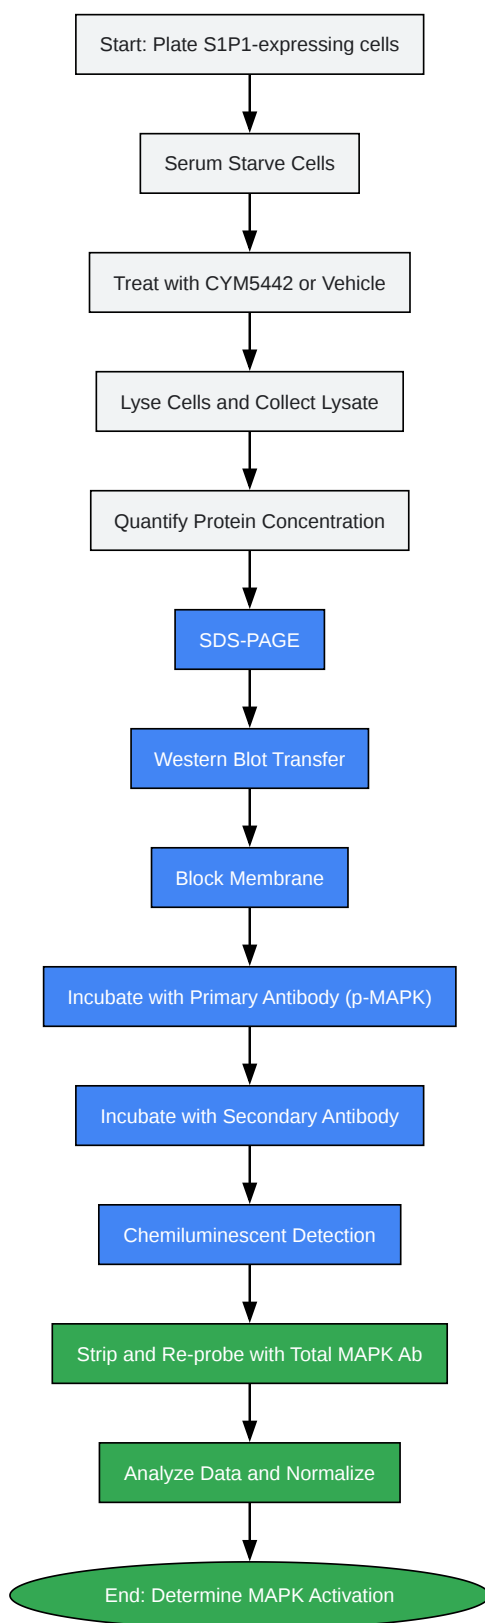 Start: Plate S1P1-expressing cells
Serum Starve Cells
Treat with CYM5442 or Vehicle
Lyse Cells and Collect Lysate
Quantify Protein Concentration
SDS-PAGE
Western Blot Transfer
Block Membrane
Incubate with Primary Antibody (p-MAPK)
Incubate with Secondary Antibody
Chemiluminescent Detection
Strip and Re-probe with Total MAPK Ab
Analyze Data and Normalize
End: Determine MAPK Activation